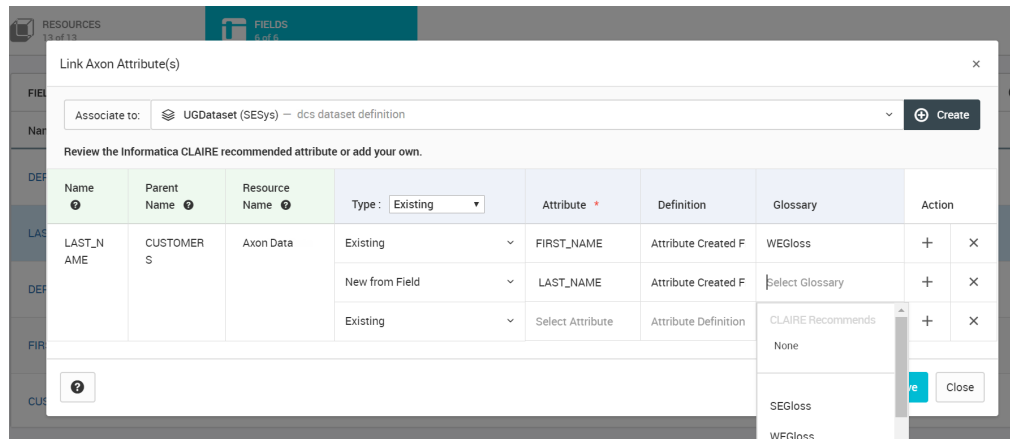 RESOURCES
13 of 13
FIELDS
6 of 6
Link Axon Attribute(s)
×
Associate to:
UGDataset (SESys) — dcs dataset definition
Create
Review the Informatica CLAIRE recommended attribute or add your own.
Name
Parent Name
Resource Name
Type : Existing
Attribute *
Definition
Glossary
Action
LAST_N
AME
CUSTOMER
S
Axon Data
Existing
FIRST_NAME
Attribute Created F
WEGloss
New from Field
LAST_NAME
Attribute Created F
Select Glossary
Existing
Select Attribute
Attribute Definition
CLAIRE Recommends
None
SEGloss
WEGloss
Close